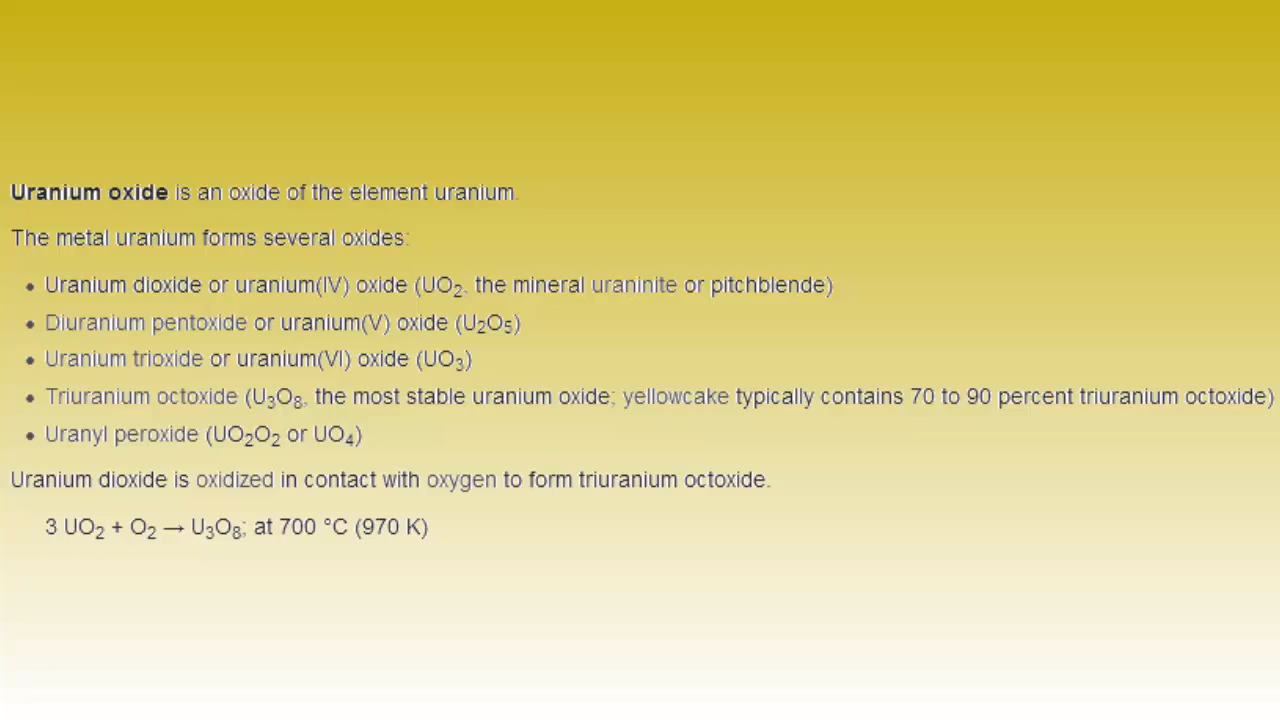 Uranium oxide is an oxide of the element uranium.
The metal uranium forms several oxides:
• Uranium dioxide or uranium(IV) oxide (UO₂, the mineral uraninite or pitchblende)
• Diuranium pentoxide or uranium(V) oxide (U₂O₅)
• Uranium trioxide or uranium(VI) oxide (UO₃)
• Triuranium octoxide (U₃O₈, the most stable uranium oxide; yellowcake typically contains 70 to 90 percent triuranium octoxide)
• Uranyl peroxide (UO₂O₂ or UO₄)
Uranium dioxide is oxidized in contact with oxygen to form triuranium octoxide.
3 UO₂ + O₂ → U₃O₈; at 700 °C (970 K)